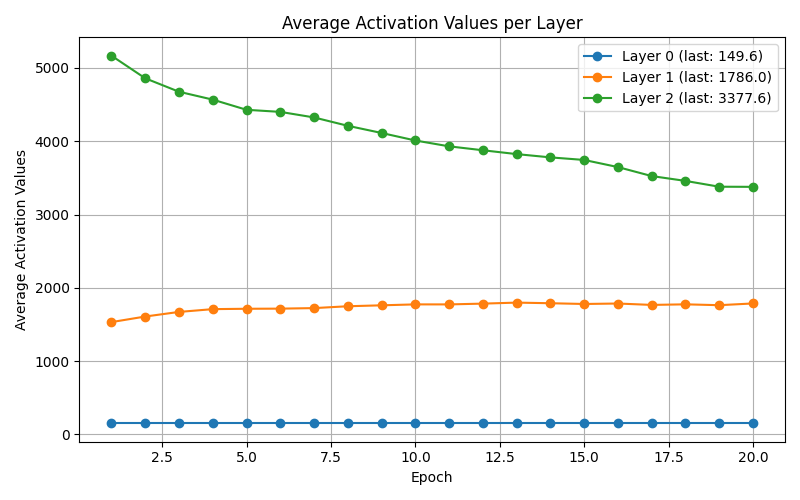 Average Activation Values per Layer
Layer 0 (last: 149.6)
Layer 1 (last: 1786.0)
Layer 2 (last: 3377.6)
Average Activation Values
5000
4000
3000
2000
1000
0
2.5 5.0 7.5 10.0 12.5 15.0 17.5 20.0
Epoch